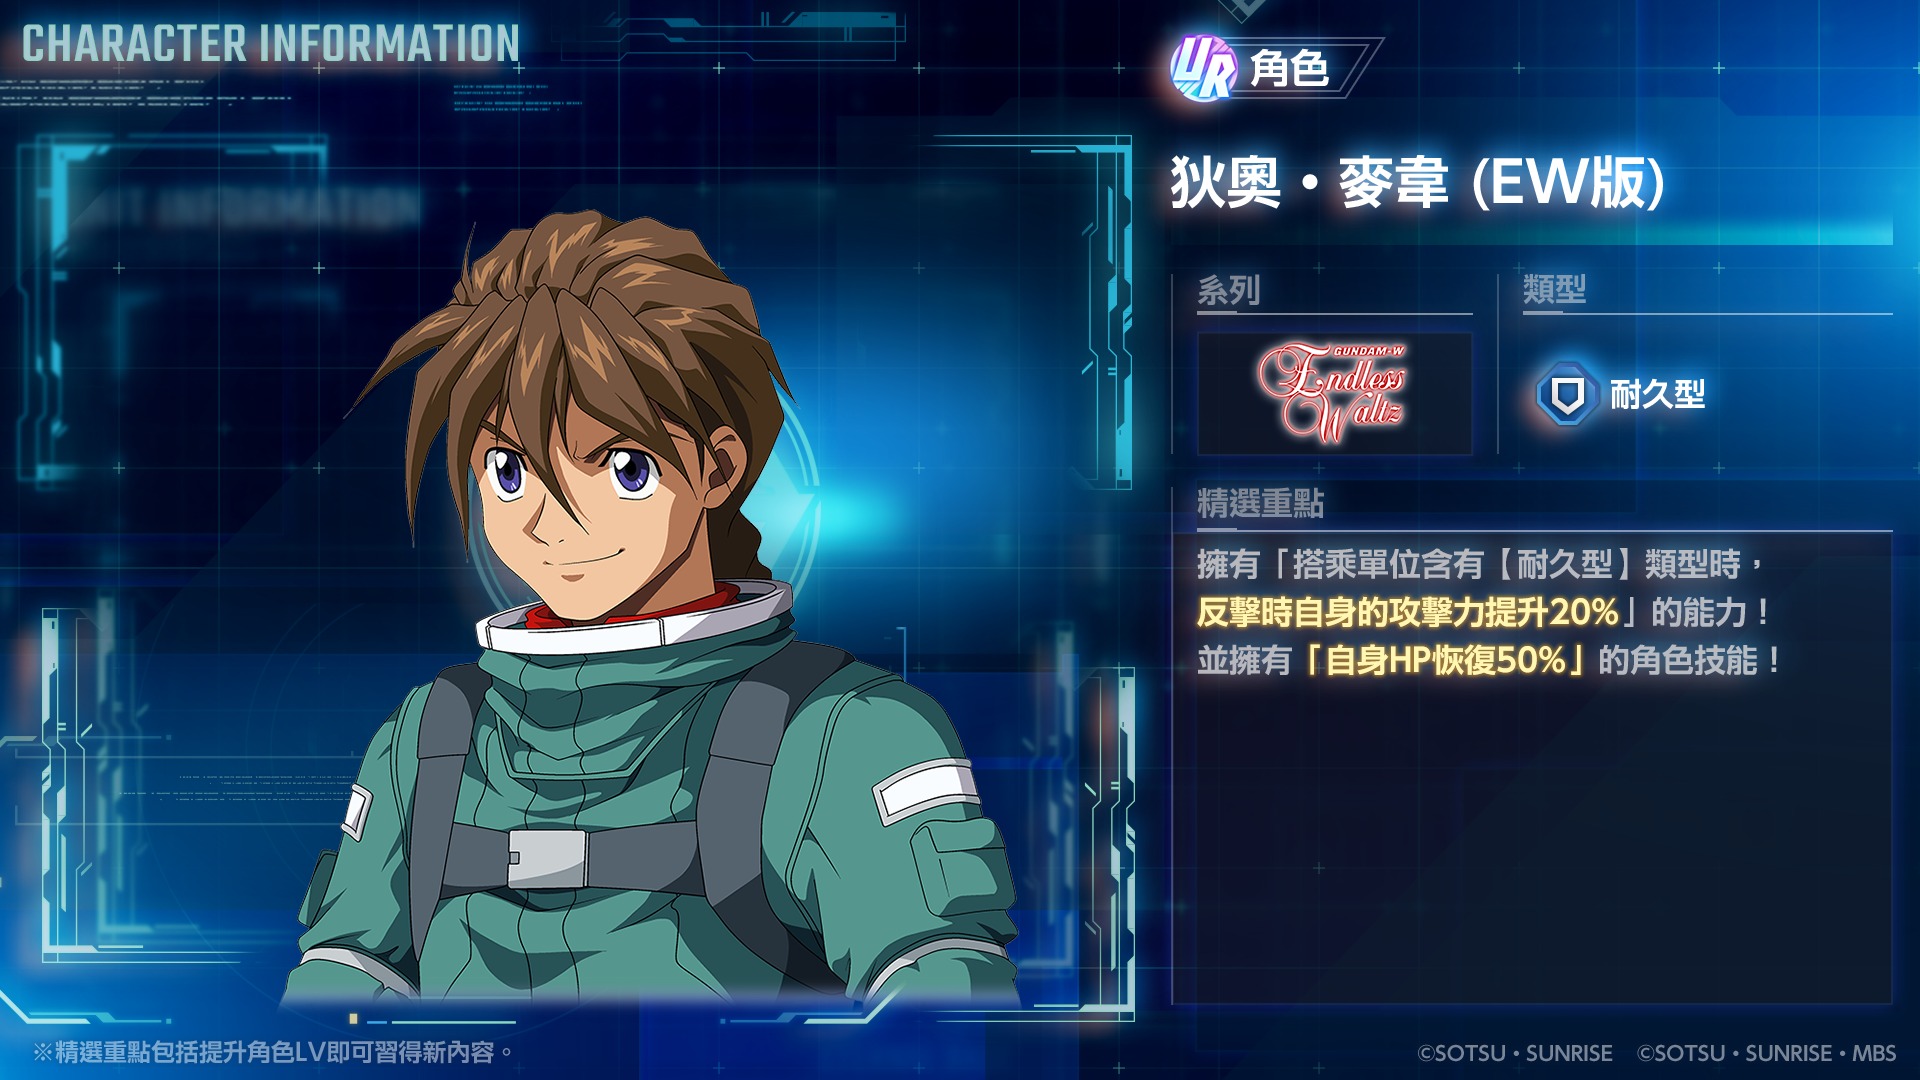 CHARACTER INFORMATION
UR 角色
狄奧・麥韋 (EW版)
系列
類型
GUNDAM-W
Endless
Waltz
耐久型
精選重點
擁有「搭乘單位含有【耐久型】類型時，
反擊時自身的攻擊力提升20%」的能力！
並擁有「自身HP恢復50%」的角色技能！
※精選重點包括提升角色LV即可習得新內容。
©SOTSU・SUNRISE ©SOTSU・SUNRISE・MBS